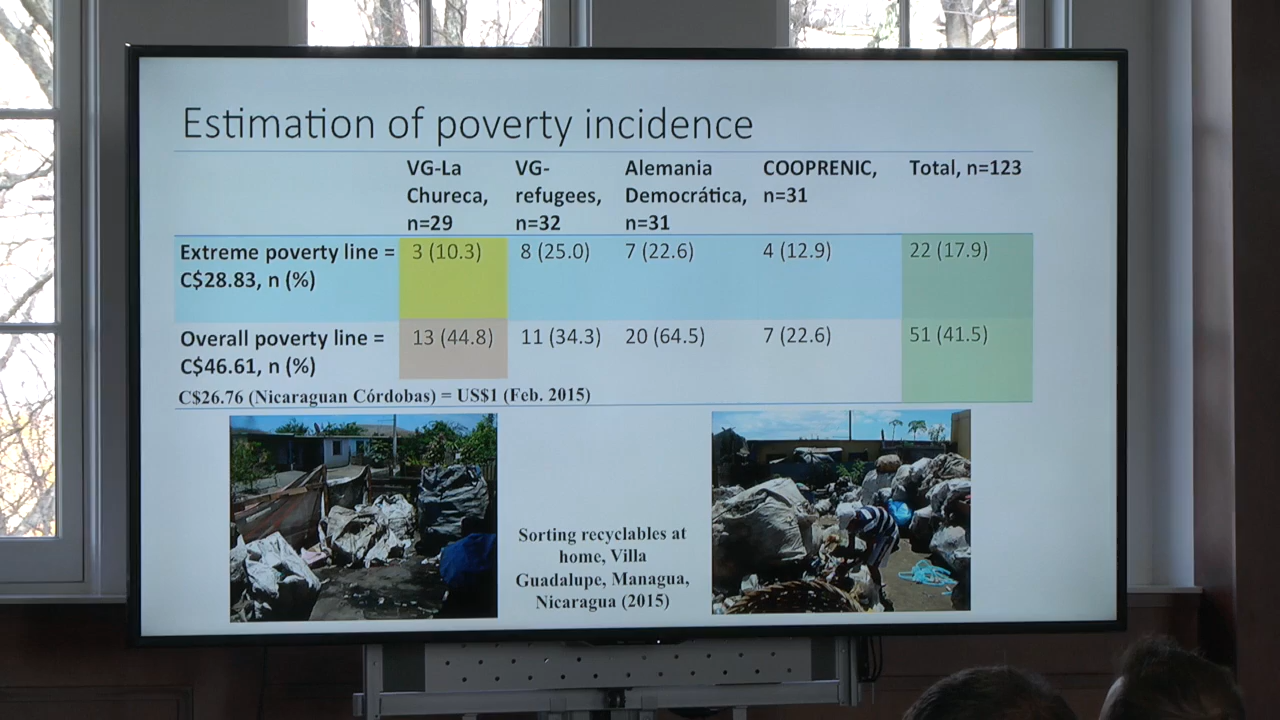 Estimation of poverty incidence
VG-La Chureca, n=29 VG-refugees, n=32 Alemania Democrática, n=31 COOPRENIC, n=31 Total, n=123
Extreme poverty line = C$28.83, n (%) 3 (10.3) 8 (25.0) 7 (22.6) 4 (12.9) 22 (17.9)
Overall poverty line = C$46.61, n (%) 13 (44.8) 11 (34.3) 20 (64.5) 7 (22.6) 51 (41.5)
C$26.76 (Nicaraguan Córdobas) = US$1 (Feb. 2015)
Sorting recyclables at
home, Villa
Guadalupe, Managua,
Nicaragua (2015)